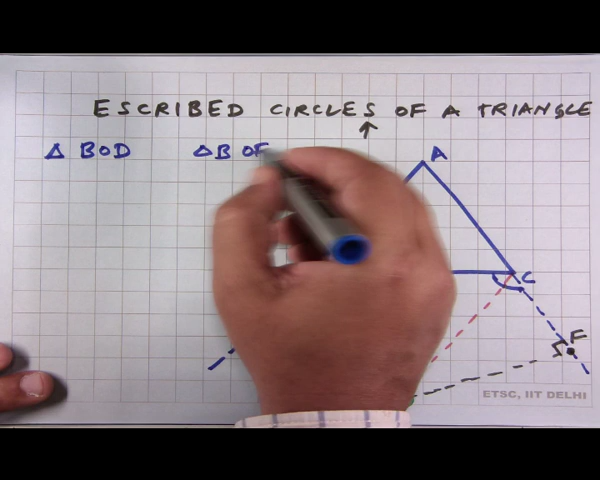 ESCRIBED CIRCLES OF A TRIANGLE
Δ BOD ΔB OF
A
C
F
ETSC, IIT DELHI